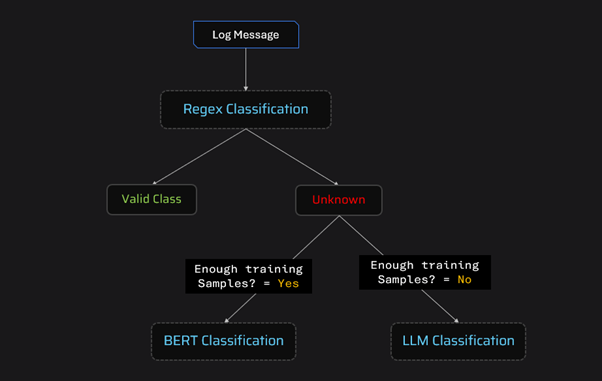 Log Message
Regex Classification
Valid Class
Unknown
Enough training
Samples? = Yes
Enough training
Samples? = No
BERT Classification
LLM Classification